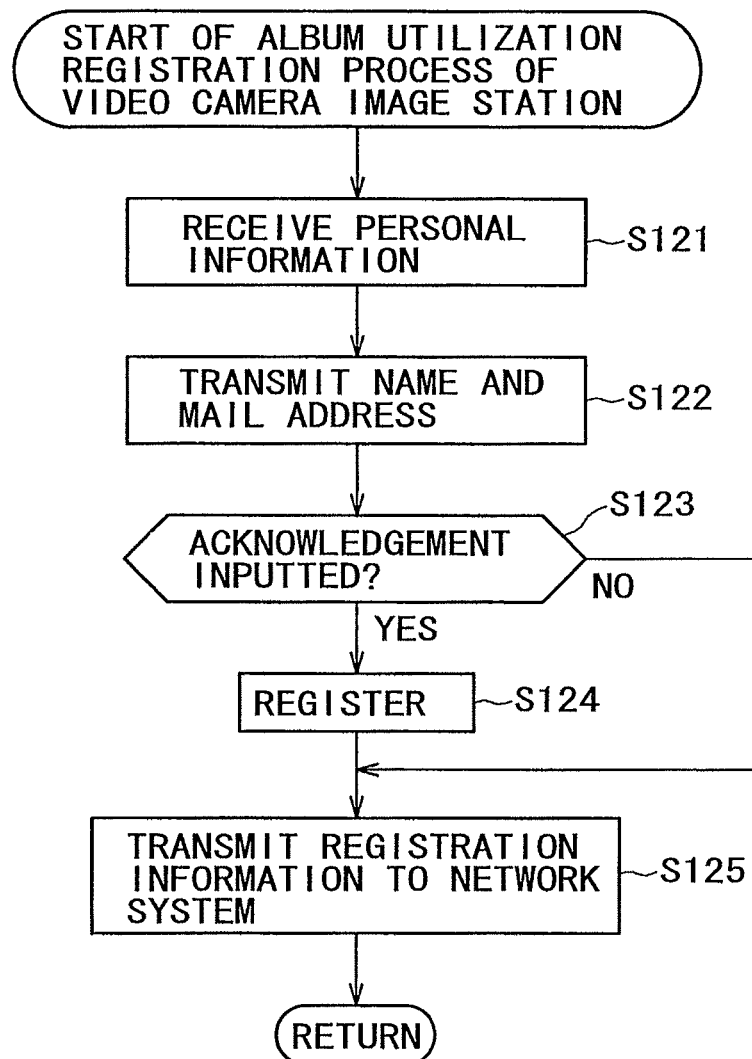 START OF ALBUM UTILIZATION
REGISTRATION PROCESS OF
VIDEO CAMERA IMAGE STATION
RECEIVE PERSONAL
INFORMATION
S121
TRANSMIT NAME AND
MAIL ADDRESS
S122
S123
ACKNOWLEDGEMENT
INPUTTED?
NO
YES
REGISTER
S124
TRANSMIT REGISTRATION
INFORMATION TO NETWORK
SYSTEM
S125
RETURN